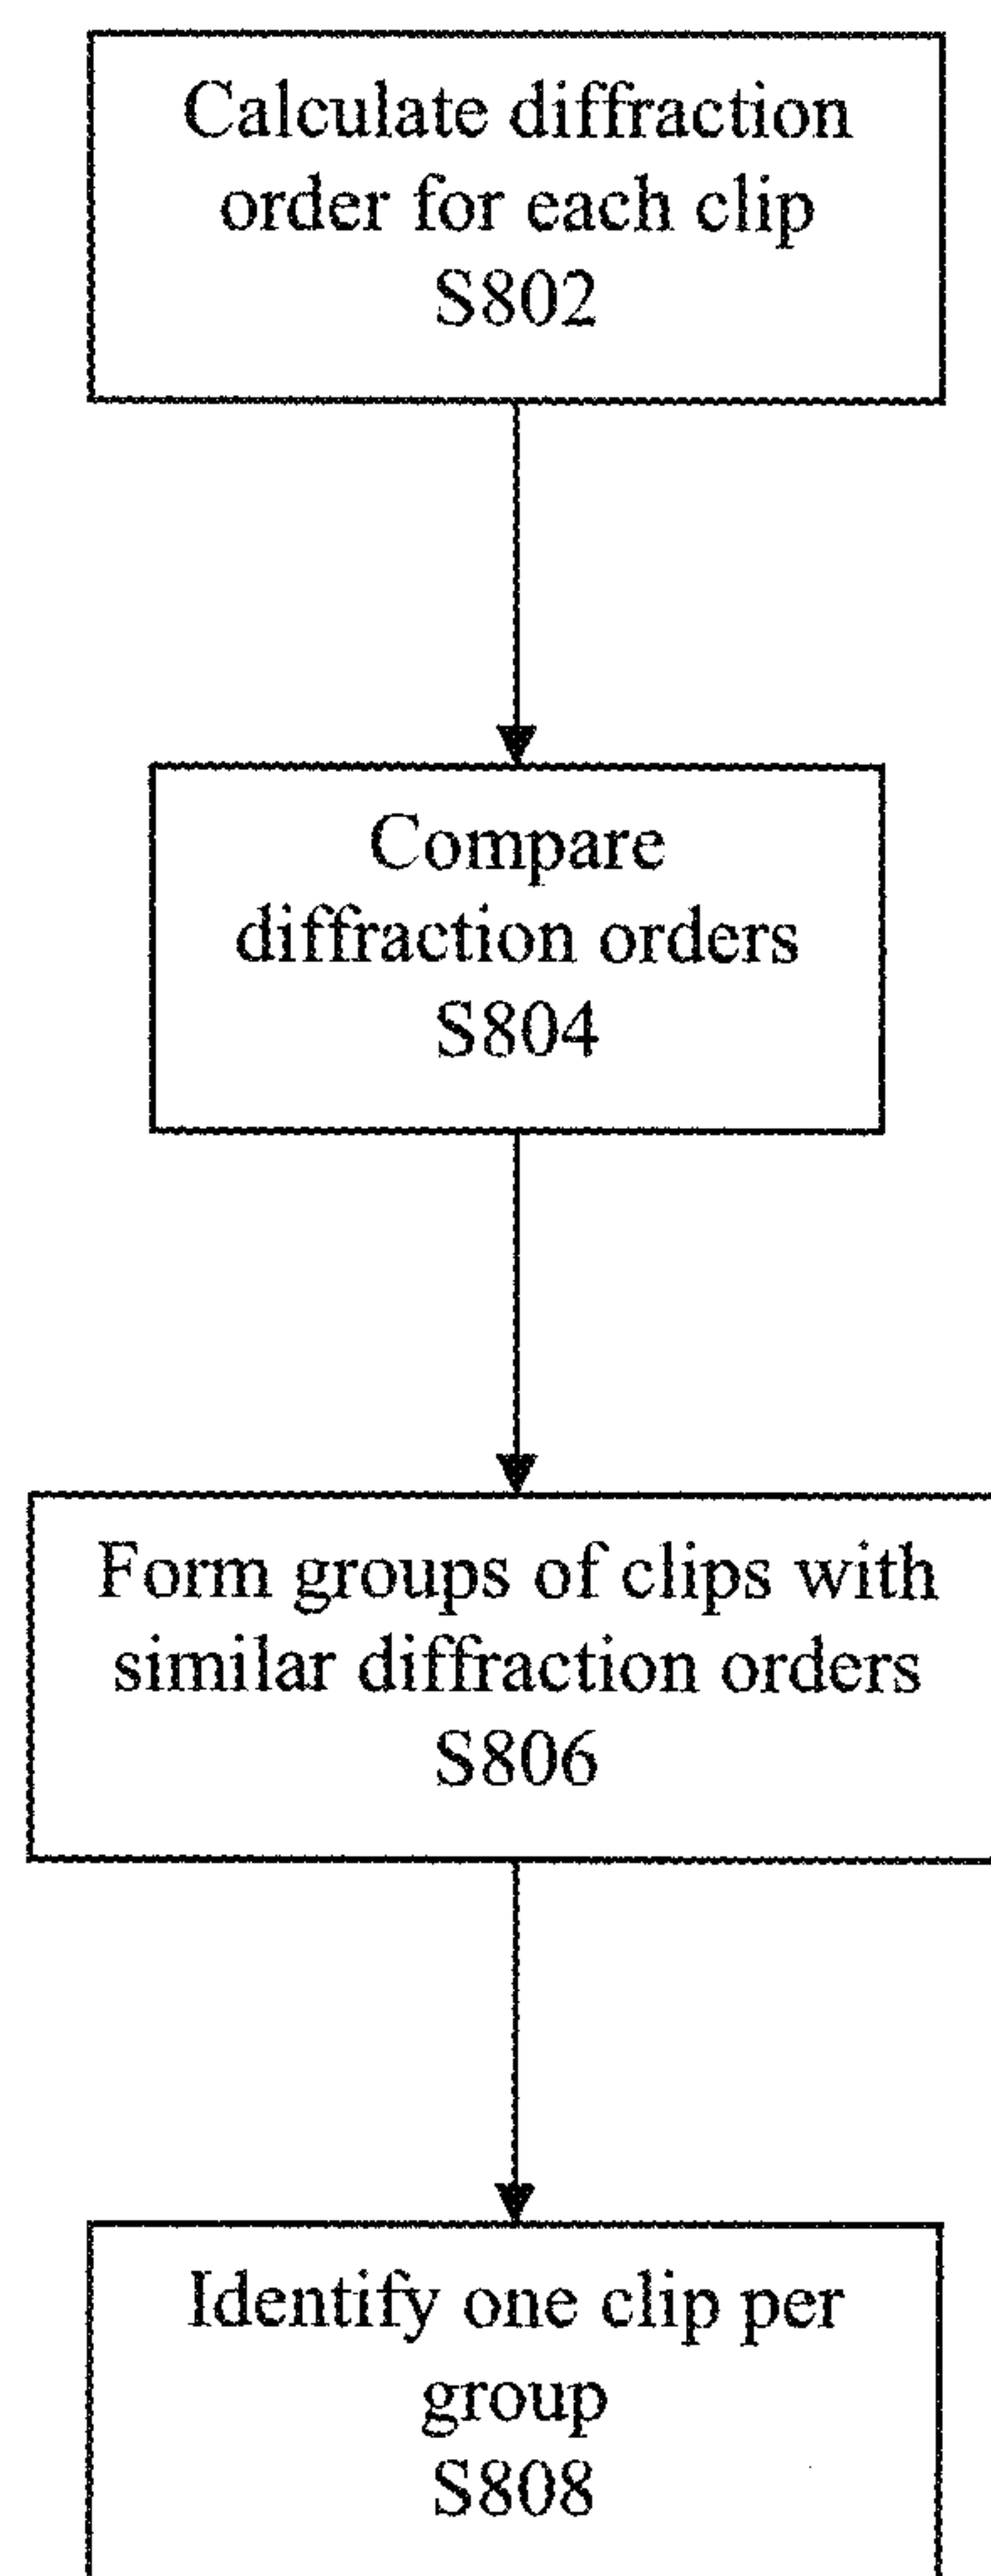 Calculate diffraction
order for each clip
S802
Compare
diffraction orders
S804
Form groups of clips with
similar diffraction orders
S806
Identify one clip per
group
S808